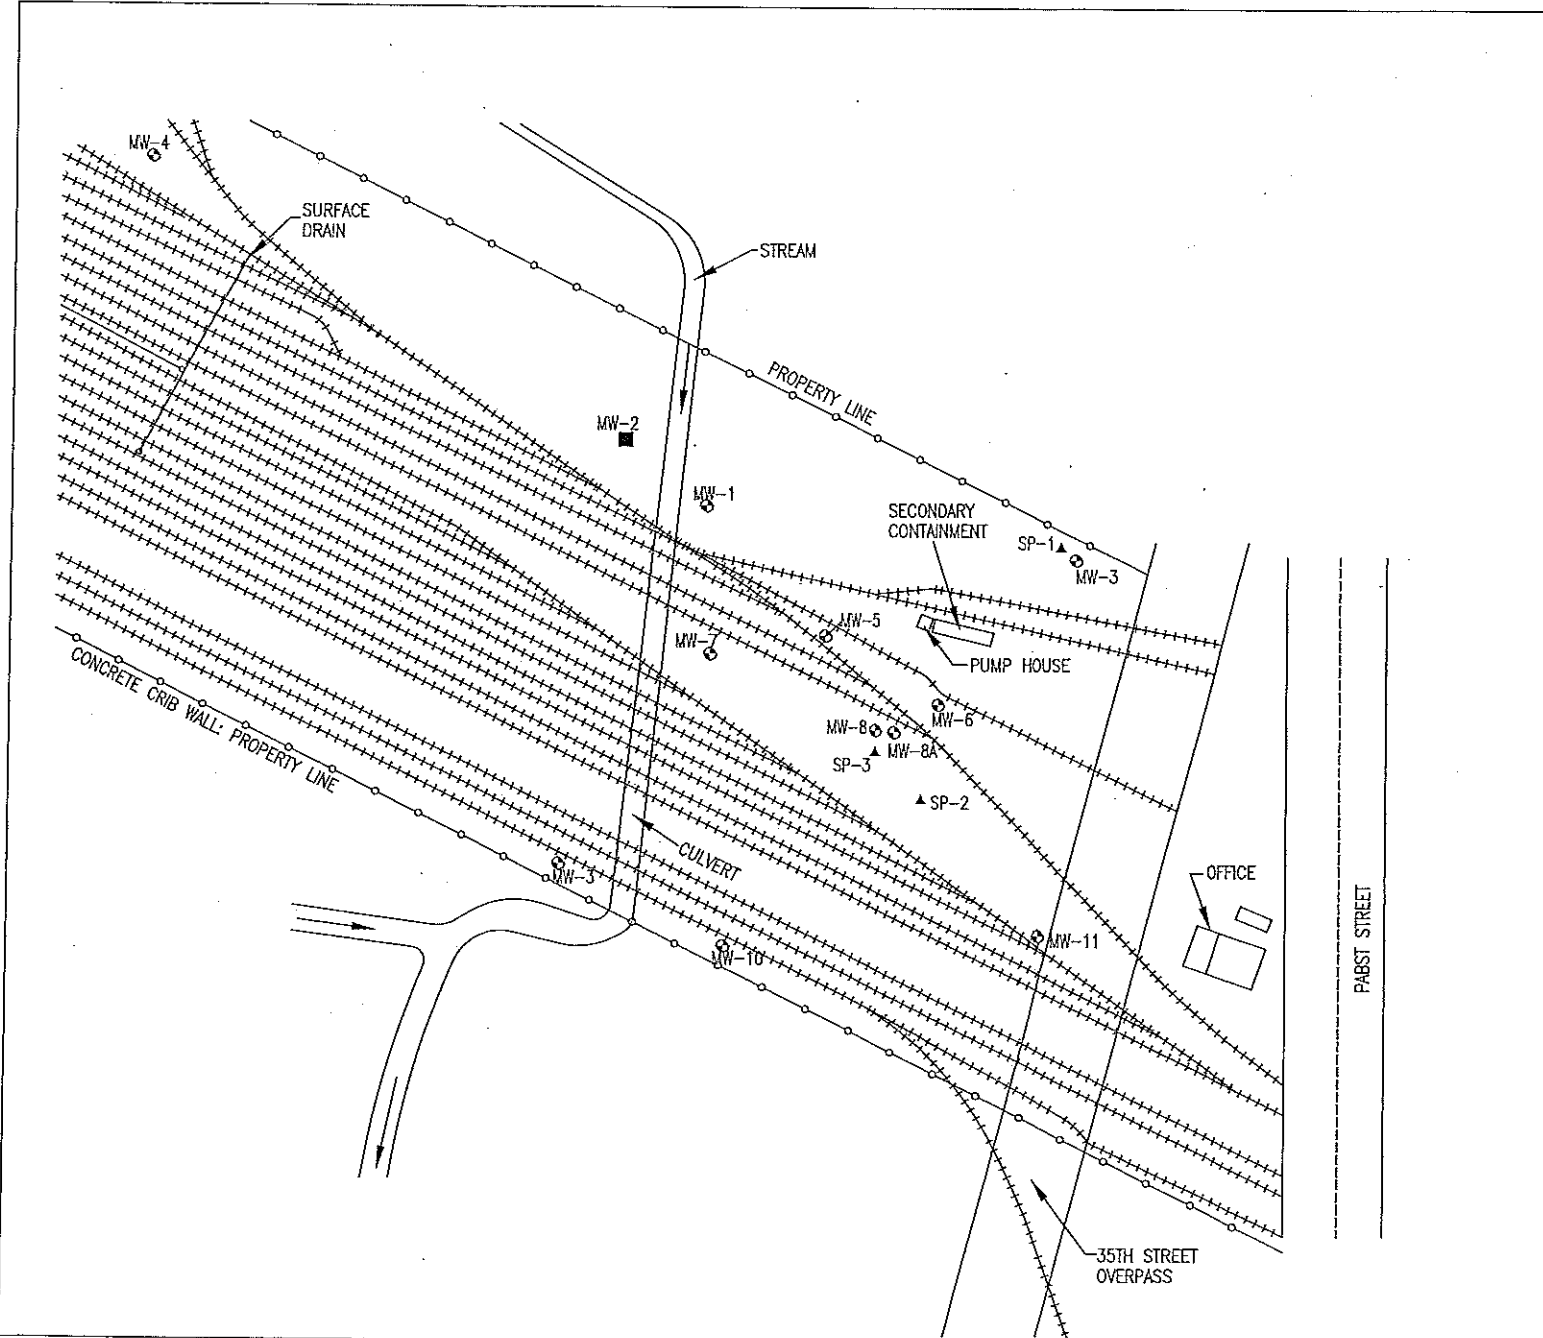 MW-4
SURFACE
DRAIN
STREAM
PROPERTY LINE
MW-2
MW-1
SECONDARY
CONTAINMENT
SP-1
MW-3
MW-5
MW-7
PUMP HOUSE
MW-6
MW-8
MW-8A
SP-3
SP-2
CONCRETE CRIB WALL: PROPERTY LINE
CULVERT
MW-3
OFFICE
PABST STREET
MW-10
MW-11
35TH STREET
OVERPASS